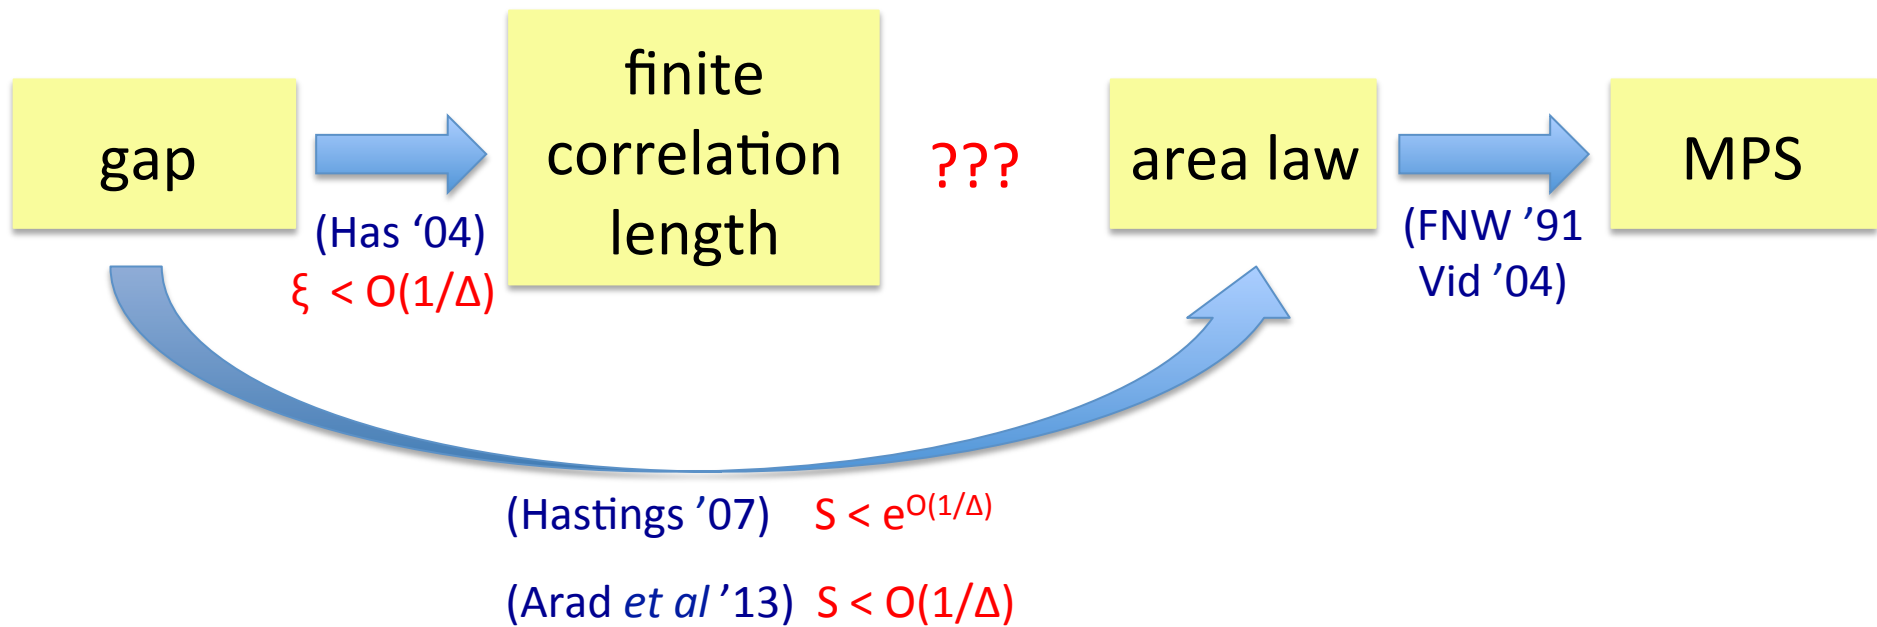 gap
(Has ‘04)
ξ < O(1/Δ)
finite
correlation
length
???
area law
(FNW ’91
Vid ’04)
MPS
(Hastings ’07) S < e^O(1/Δ)
(Arad et al ’13) S < O(1/Δ)